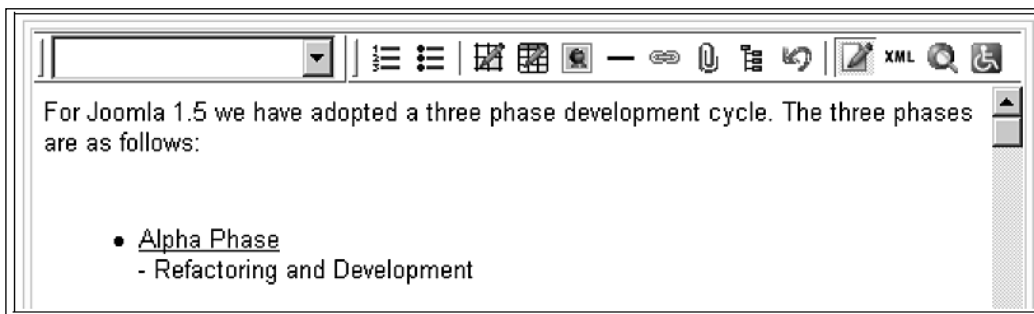 XML
For Joomla 1.5 we have adopted a three phase development cycle. The three phases
are as follows:
• Alpha Phase
- Refactoring and Development